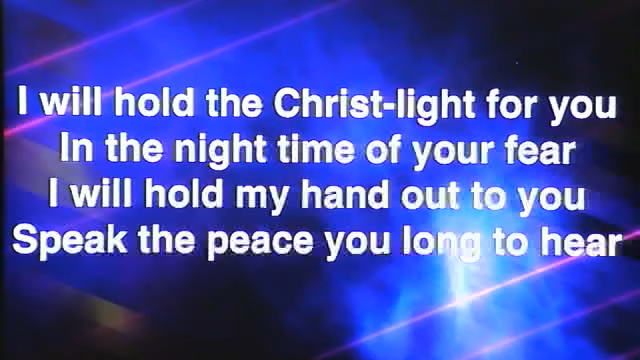 I will hold the Christ-light for you
In the night time of your fear
I will hold my hand out to you
Speak the peace you long to hear